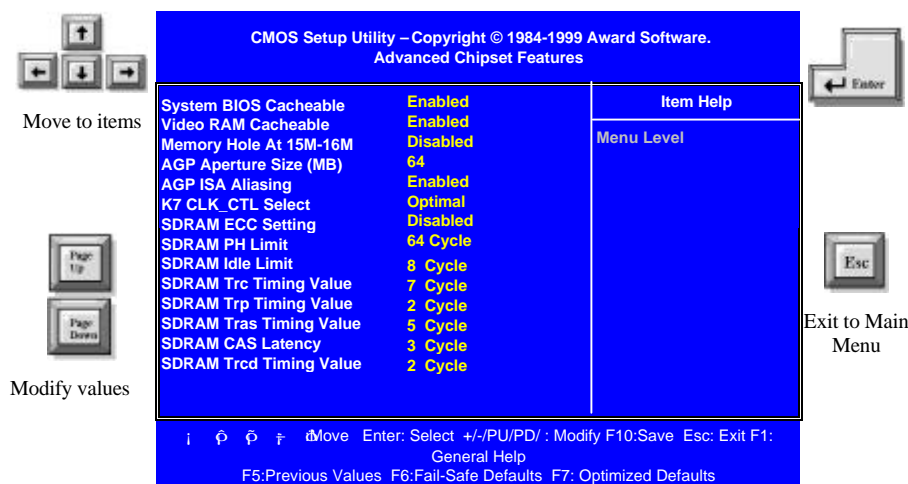 CMOS Setup Utility – Copyright © 1984-1999 Award Software.
Advanced Chipset Features
System BIOS Cacheable Enabled
Video RAM Cacheable Enabled
Memory Hole At 15M-16M Disabled
AGP Aperture Size (MB) 64
AGP ISA Aliasing Enabled
K7 CLK_CTL Select Optimal
SDRAM ECC Setting Disabled
SDRAM PH Limit 64 Cycle
SDRAM Idle Limit 8 Cycle
SDRAM Trc Timing Value 7 Cycle
SDRAM Trp Timing Value 2 Cycle
SDRAM Tras Timing Value 5 Cycle
SDRAM CAS Latency 3 Cycle
SDRAM Trcd Timing Value 2 Cycle
Item Help
Menu Level
Move Enter: Select +/-/PU/PD/ : Modify F10:Save Esc: Exit F1:
General Help
F5:Previous Values F6:Fail-Safe Defaults F7: Optimized Defaults
Move to items
Page
Up
Page
Down
Modify values
Enter
Esc
Exit to Main
Menu